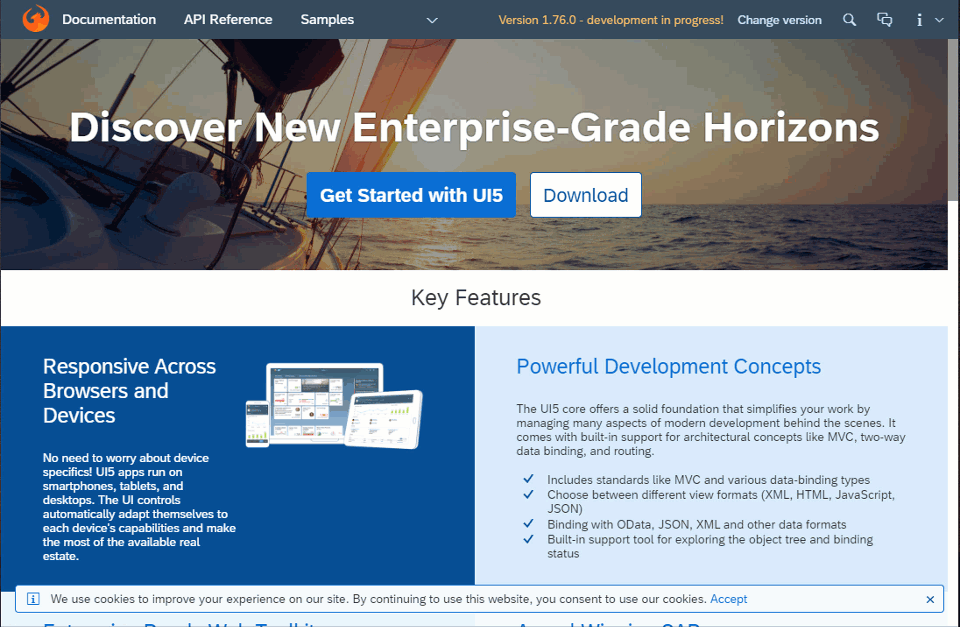 Documentation API Reference Samples Version 1.76.0 - development in progress! Change version
Discover New Enterprise-Grade Horizons
Get Started with UI5 Download
Key Features
Responsive Across
Browsers and
Devices
No need to worry about device
specifics! UI5 apps run on
smartphones, tablets, and
desktops. The UI controls
automatically adapt themselves to
each device's capabilities and make
the most of the available real
estate.
Powerful Development Concepts
The UI5 core offers a solid foundation that simplifies your work by
managing many aspects of modern development behind the scenes. It
comes with built-in support for architectural concepts like MVC, two-way
data binding, and routing.
Includes standards like MVC and various data-binding types
Choose between different view formats (XML, HTML, JavaScript,
JSON)
Binding with OData, JSON, XML and other data formats
Built-in support tool for exploring the object tree and binding
status
We use cookies to improve your experience on our site. By continuing to use this website, you consent to use our cookies. Accept